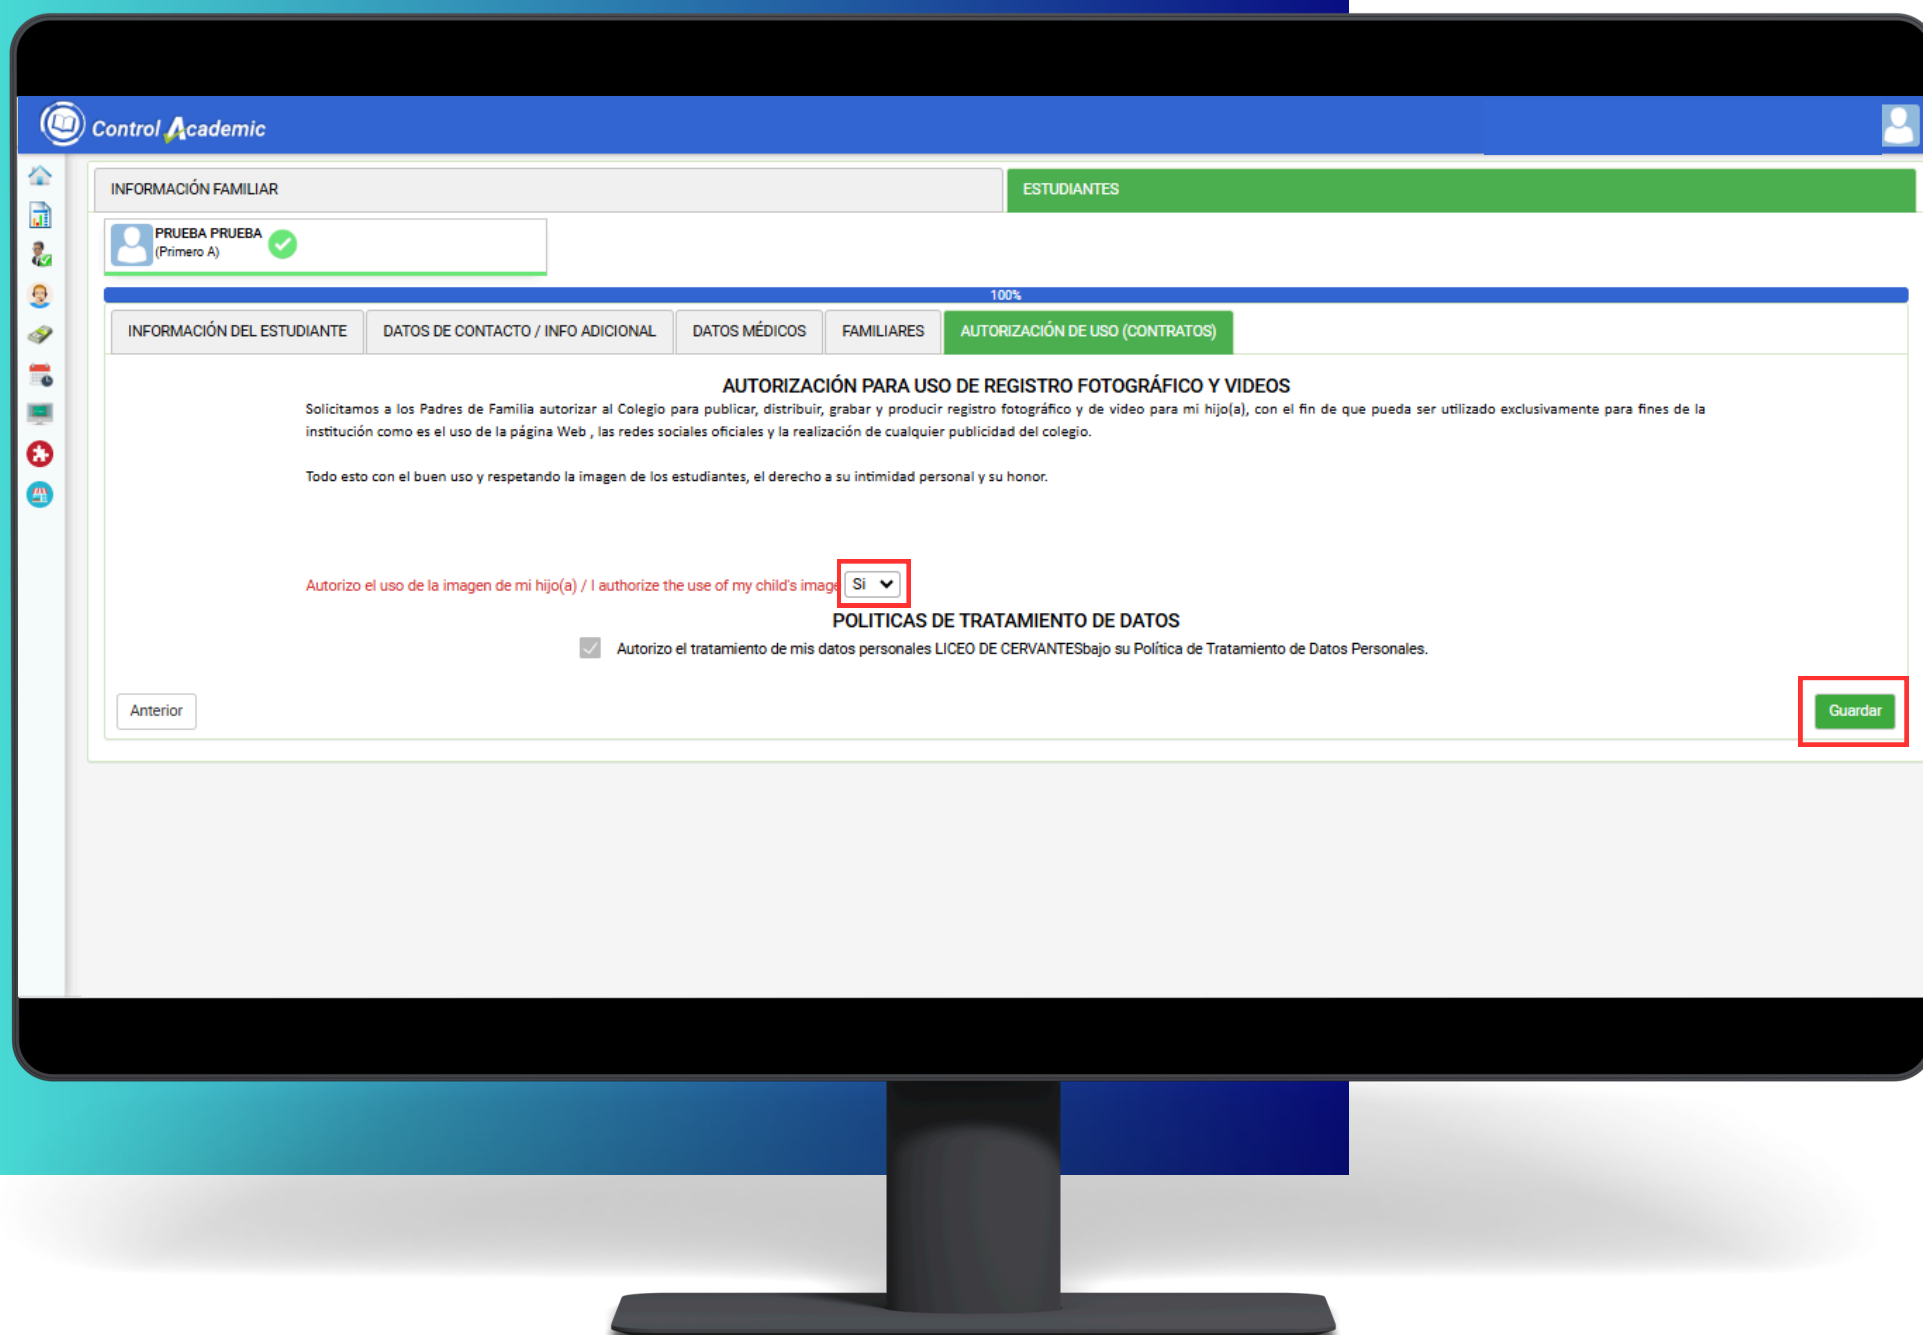 Control Academic
INFORMACIÓN FAMILIAR
ESTUDIANTES
PRUEBA PRUEBA
(Primero A)
100%
INFORMACIÓN DEL ESTUDIANTE
DATOS DE CONTACTO / INFO ADICIONAL
DATOS MÉDICOS
FAMILIARES
AUTORIZACIÓN DE USO (CONTRATOS)
AUTORIZACIÓN PARA USO DE REGISTRO FOTOGRÁFICO Y VIDEOS
Solicitamos a los Padres de Familia autorizar al Colegio para publicar, distribuir, grabar y producir registro fotográfico y de video para mi hijo(a), con el fin de que pueda ser utilizado exclusivamente para fines de la
institución como es el uso de la página Web , las redes sociales oficiales y la realización de cualquier publicidad del colegio.
Todo esto con el buen uso y respetando la imagen de los estudiantes, el derecho a su intimidad personal y su honor.
Autorizo el uso de la imagen de mi hijo(a) / I authorize the use of my child's image
Si
POLITICAS DE TRATAMIENTO DE DATOS
Autorizo el tratamiento de mis datos personales LICEO DE CERVANTESbajo su Política de Tratamiento de Datos Personales.
Anterior
Guardar